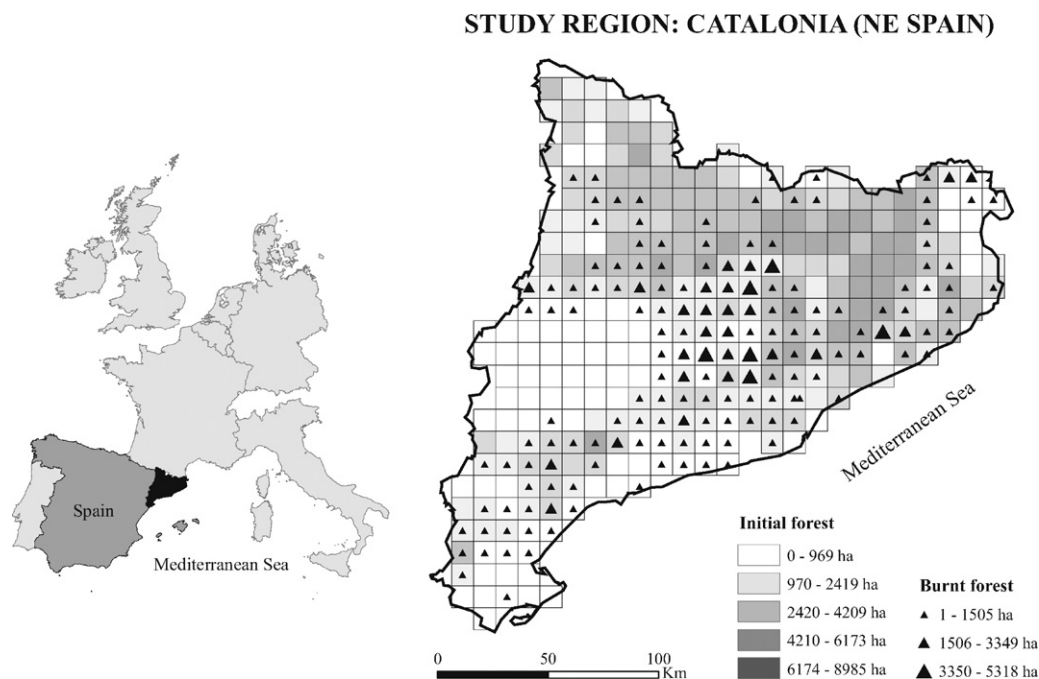 STUDY REGION: CATALONIA (NE SPAIN)
Spain
Mediterranean Sea
Mediterranean Sea
Initial forest
0 - 969 ha
970 - 2419 ha
2420 - 4209 ha
4210 - 6173 ha
6174 - 8985 ha
Burnt forest
1 - 1505 ha
1506 - 3349 ha
3350 - 5318 ha
0 50 100
Km